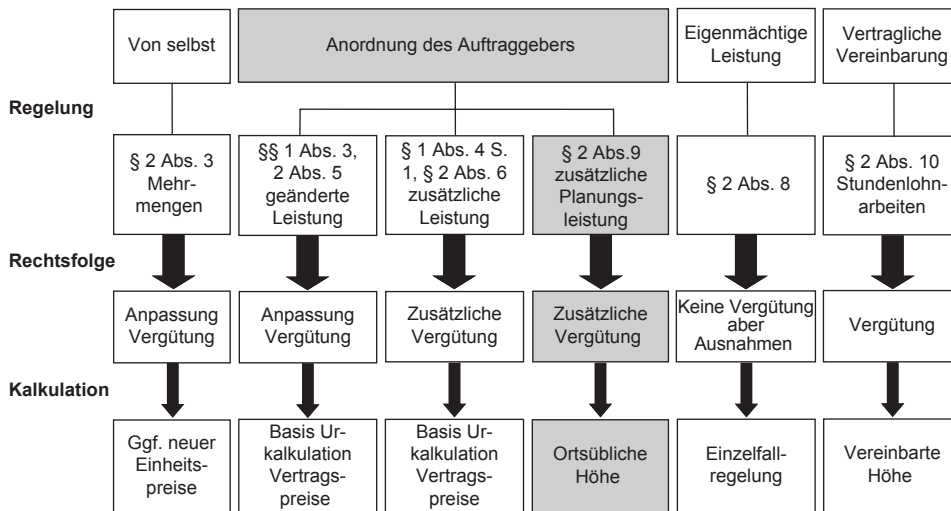 Von selbst
Anordnung des Auftraggebers
Eigenmächtige
Leistung
Vertragliche
Vereinbarung
Regelung
§ 2 Abs. 3
Mehr-
mengen
§§ 1 Abs. 3,
2 Abs. 5
geänderte
Leistung
§ 1 Abs. 4 S.
1, § 2 Abs. 6
zusätzliche
Leistung
§ 2 Abs.9
zusätzliche
Planungs-
leistung
§ 2 Abs. 8
§ 2 Abs. 10
Stundenlohn-
arbeiten
Rechtsfolge
Anpassung
Vergütung
Anpassung
Vergütung
Zusätzliche
Vergütung
Zusätzliche
Vergütung
Keine Vergütung
aber
Ausnahmen
Vergütung
Kalkulation
Ggf. neuer
Einheits-
preise
Basis Ur-
kalkulation
Vertrags-
preise
Basis Ur-
kalkulation
Vertrags-
preise
Ortsübliche
Höhe
Einzelfall-
regelung
Vereinbarte
Höhe